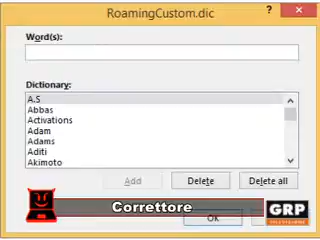 RoamingCustom.dic
? ×
Word(s):
Dictionary:
A.S
Abbas
Activations
Adam
Adams
Aditi
Akimoto
Add
Delete
Delete all
Correttore
OK
GRP